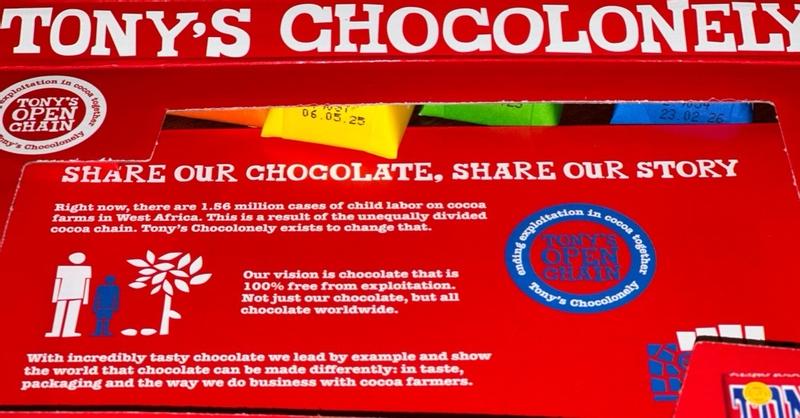 TONY'S CHOCOLONELY
exploitation in cocoa together
TONY'S
OPEN
CHAIN
Tony's Chocolonely
06.05.25
23.02.26
SHARE OUR CHOCOLATE, SHARE OUR STORY
Right now, there are 1.56 million cases of child labor on cocoa
farms in West Africa. This is a result of the unequally divided
cocoa chain. Tony's Chocolonely exists to change that.
ending exploitation in cocoa together
TONY'S
OPEN
CHAIN
Tony's Chocolonely
Our vision is chocolate that is
100% free from exploitation.
Not just our chocolate, but all
chocolate worldwide.
With incredibly tasty chocolate we lead by example and show
the world that chocolate can be made differently: in taste,
packaging and the way we do business with cocoa farmers.